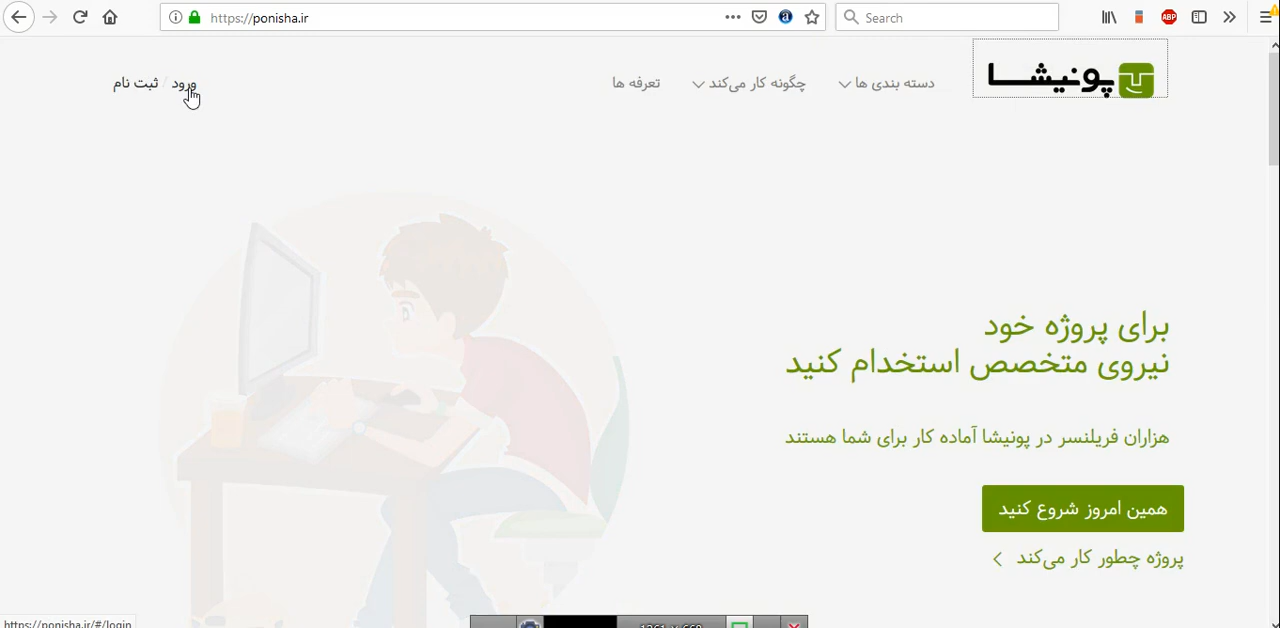 https://ponisha.ir
Search
ABP
پونیشا
دسته بندی ها
چگونه کار می‌کند
تعرفه ها
ورود / ثبت نام
برای پروژه خود
نیروی متخصص استخدام کنید
هزاران فریلنسر در پونیشا آماده کار برای شما هستند
همین امروز شروع کنید
پروژه چطور کار می‌کند
https://ponisha.ir/#/login